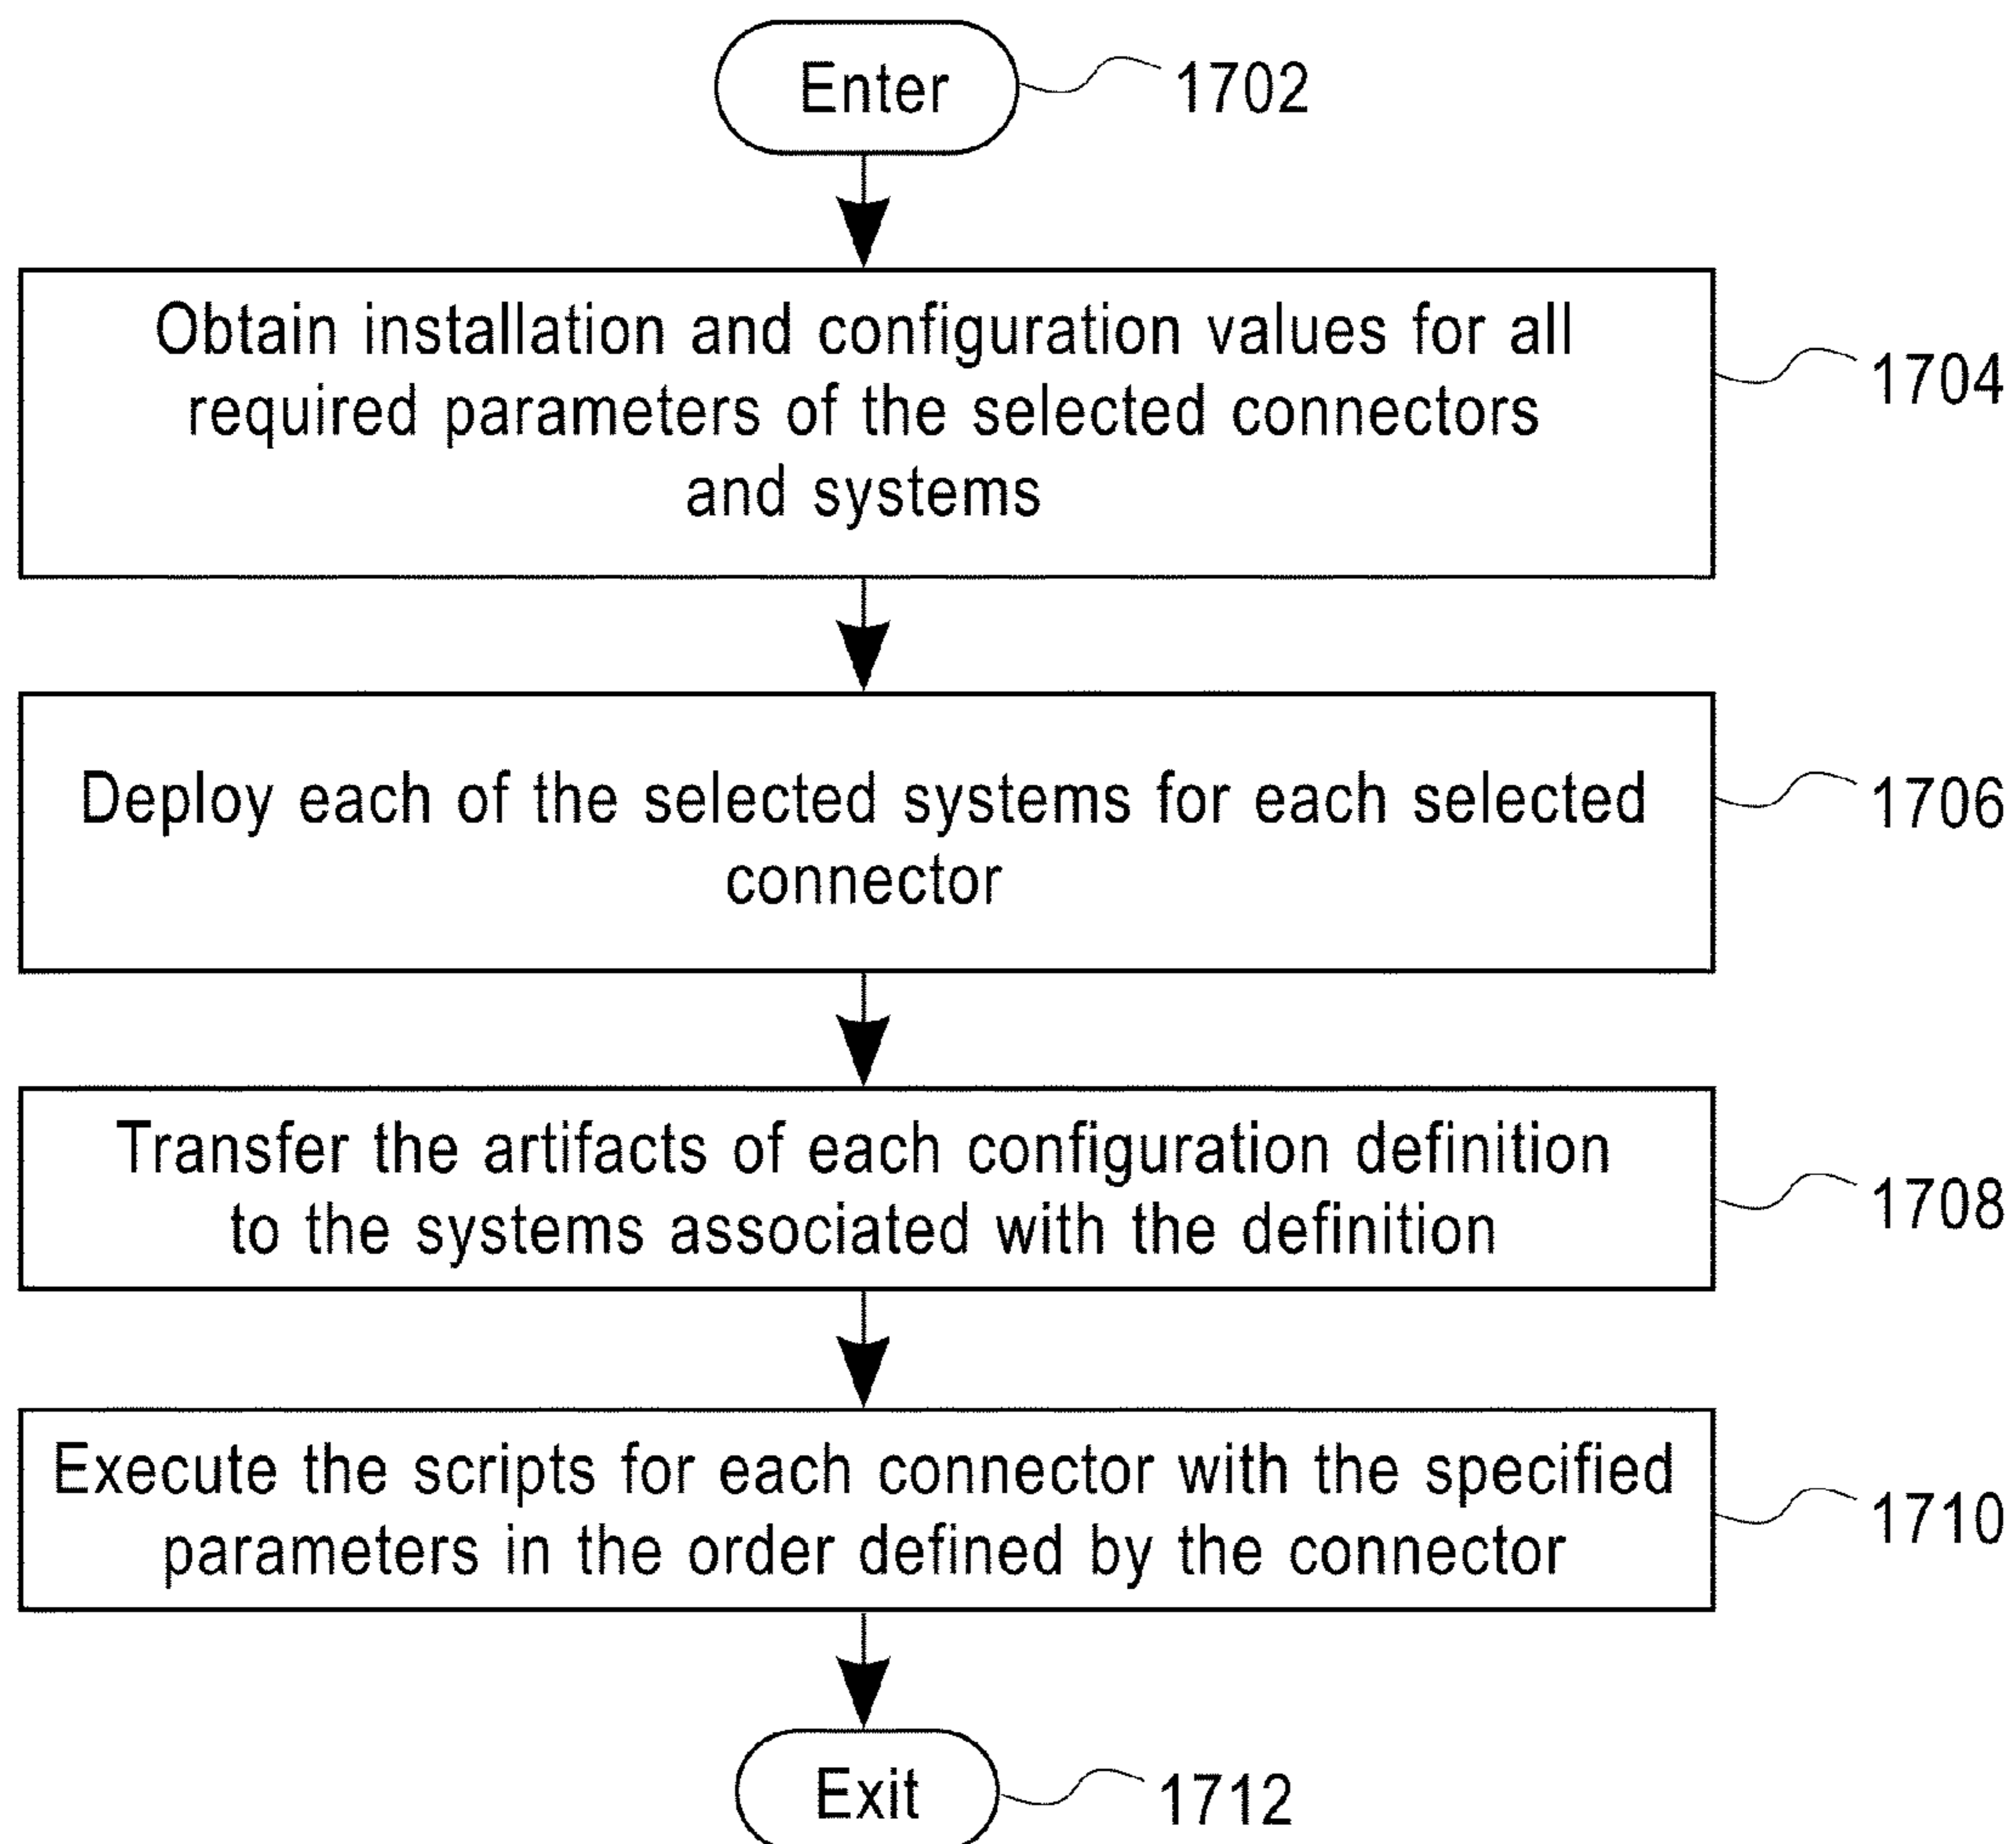 Enter
1702
Obtain installation and configuration values for all
required parameters of the selected connectors
and systems
1704
Deploy each of the selected systems for each selected
connector
1706
Transfer the artifacts of each configuration definition
to the systems associated with the definition
1708
Execute the scripts for each connector with the specified
parameters in the order defined by the connector
1710
Exit
1712